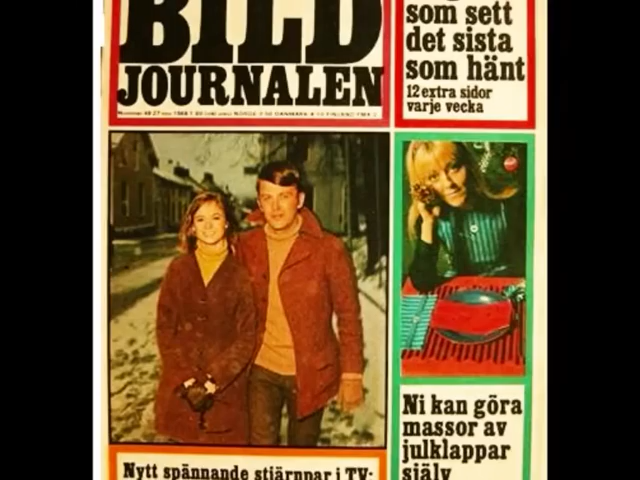 BILD
JOURNALEN
som sett
det sista
som hänt
12 extra sidor
varje vecka
Ni kan göra
massor av
julklappar
själv
Nytt spännande stjärnpar i TV: